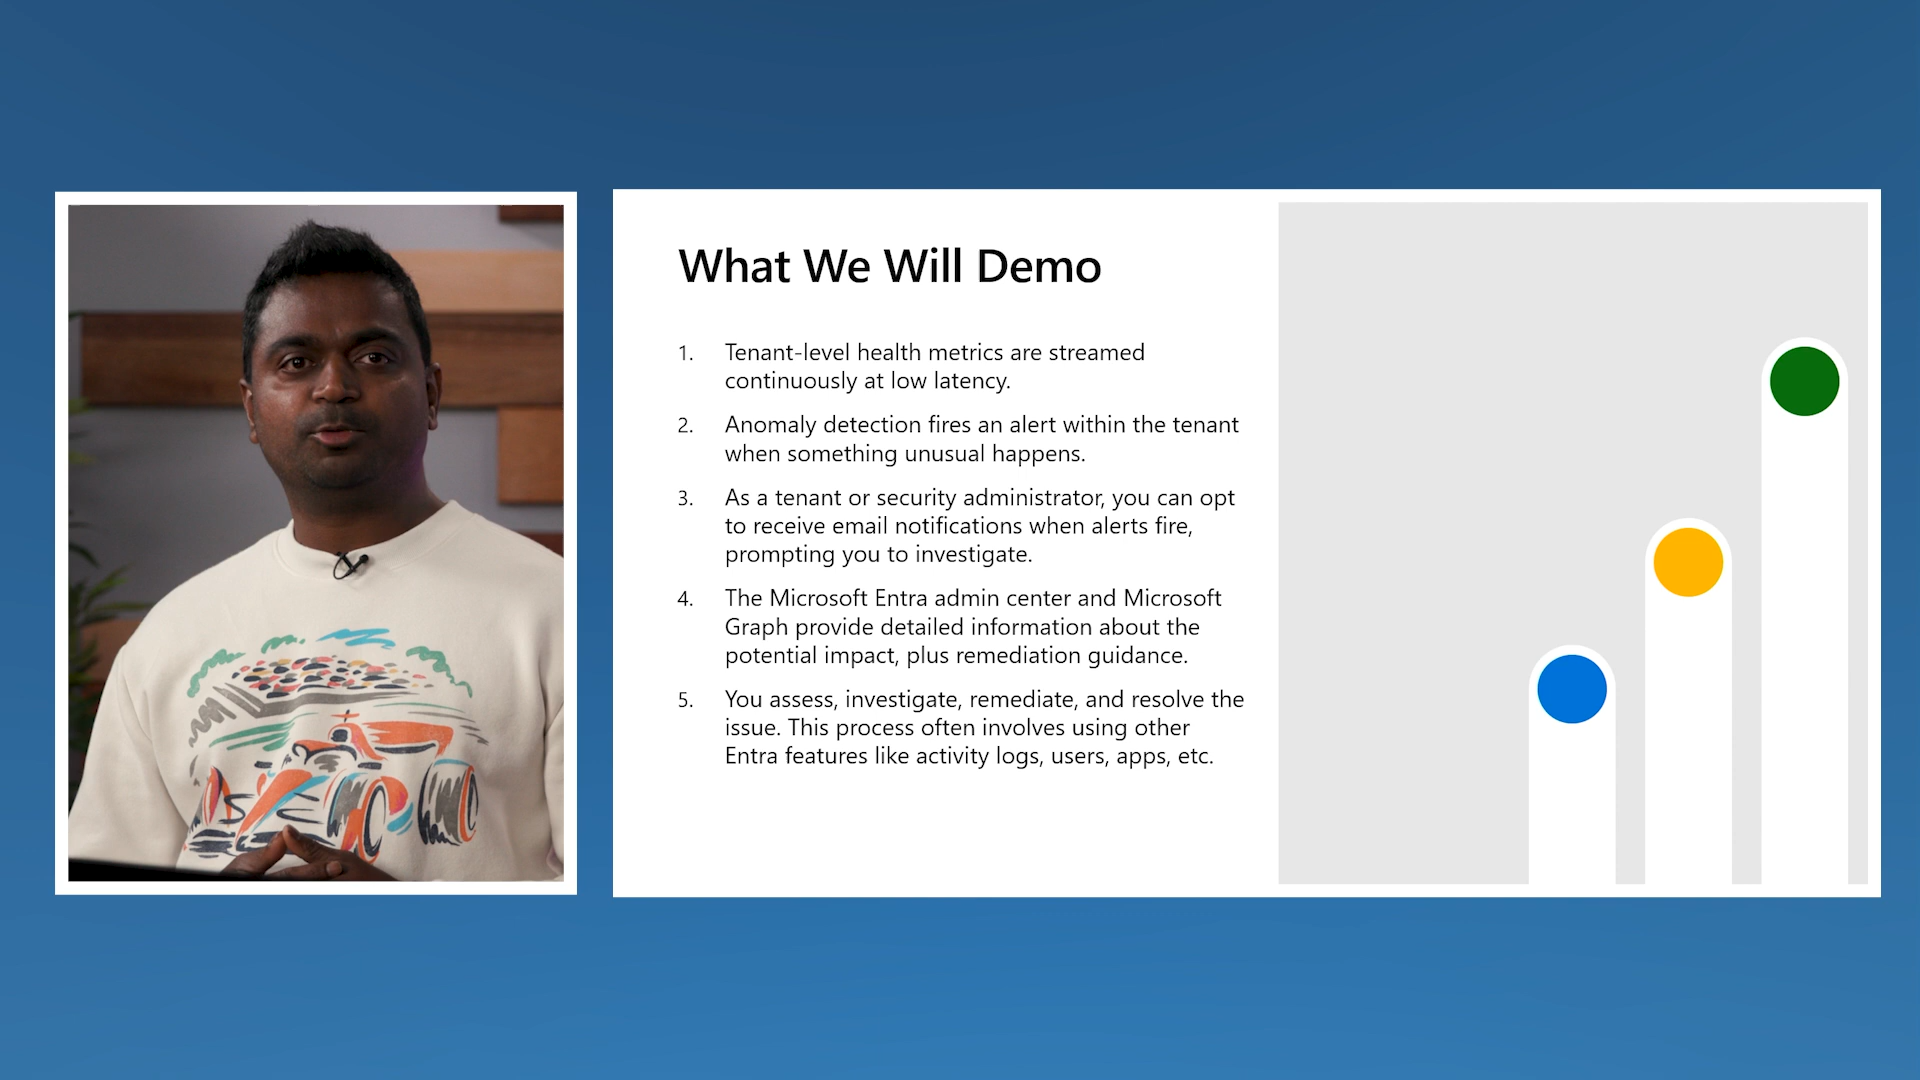 What We Will Demo
1. Tenant-level health metrics are streamed
continuously at low latency.
2. Anomaly detection fires an alert within the tenant
when something unusual happens.
3. As a tenant or security administrator, you can opt
to receive email notifications when alerts fire,
prompting you to investigate.
4. The Microsoft Entra admin center and Microsoft
Graph provide detailed information about the
potential impact, plus remediation guidance.
5. You assess, investigate, remediate, and resolve the
issue. This process often involves using other
Entra features like activity logs, users, apps, etc.